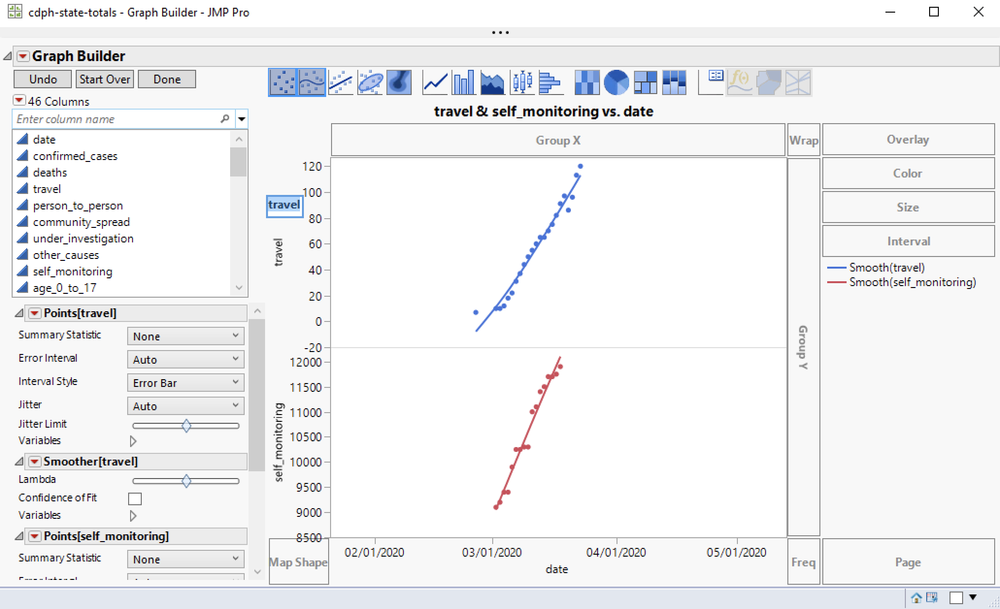 cdph-state-totals - Graph Builder - JMP Pro
Graph Builder
Undo Start Over Done
46 Columns
Enter column name
date
confirmed_cases
deaths
travel
person_to_person
community_spread
under_investigation
other_causes
self_monitoring
age_0_to_17
Points[travel]
Summary Statistic None
Error Interval Auto
Interval Style Error Bar
Jitter Auto
Jitter Limit
Variables
Smoother[travel]
Lambda
Confidence of Fit
Variables
Points[self_monitoring]
Summary Statistic None
travel & self_monitoring vs. date
Group X
Wrap
Overlay
Color
Size
Interval
Smooth(travel)
Smooth(self_monitoring)
travel
travel
120
100
80
60
40
20
0
-20
self_monitoring
12000
11500
11000
10500
10000
9500
9000
8500
Group Y
Map Shape
02/01/2020 03/01/2020 04/01/2020 05/01/2020
date
Freq
Page